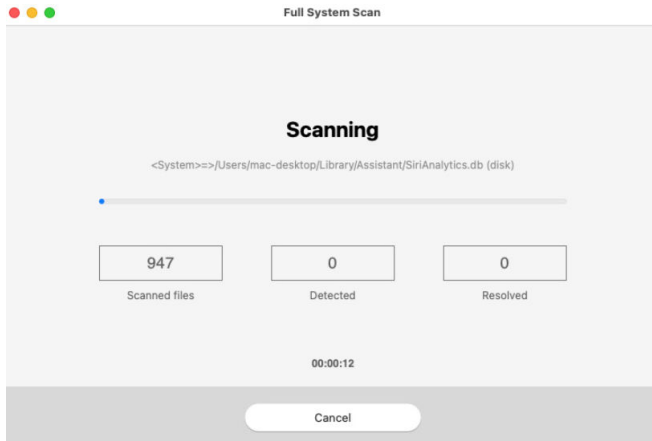 Full System Scan
Scanning
<System>=>/Users/mac-desktop/Library/Assistant/SiriAnalytics.db (disk)
947
0
0
Scanned files
Detected
Resolved
00:00:12
Cancel